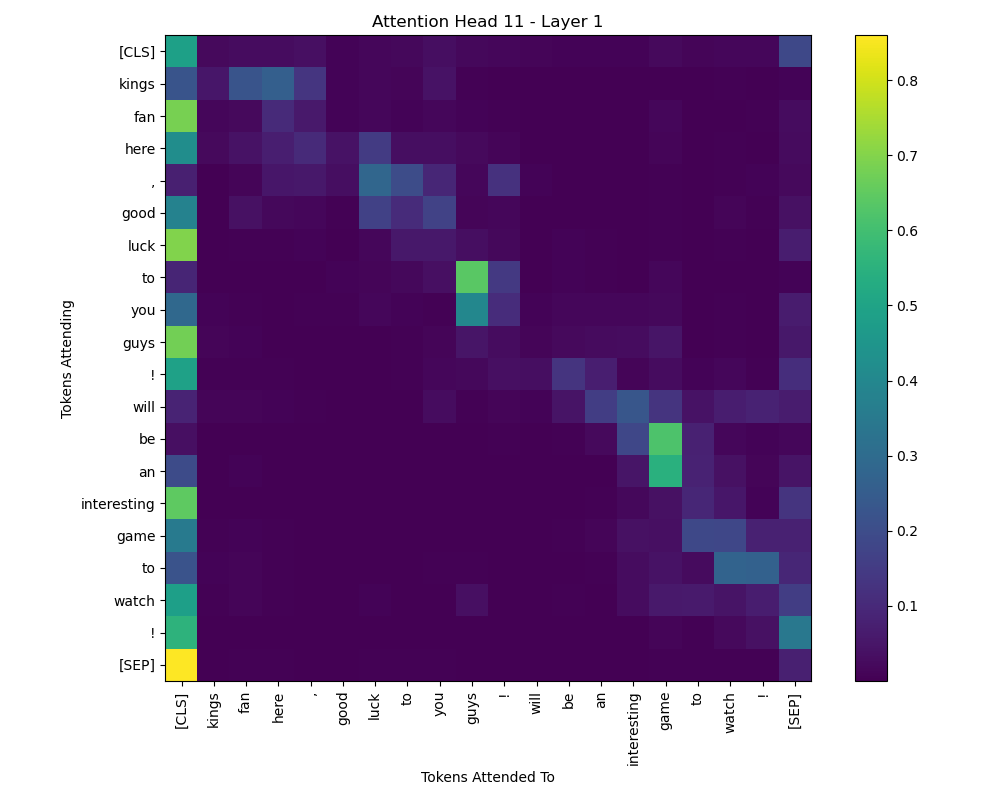 Attention Head 11 - Layer 1
[CLS]
kings
fan
here
,
good
luck
to
you
guys
!
will
be
an
interesting
game
to
watch
!
[SEP]
Tokens Attending
[CLS] kings fan here , good luck to you guys ! will be an interesting game to watch ! [SEP]
Tokens Attended To
0.8
0.7
0.6
0.5
0.4
0.3
0.2
0.1